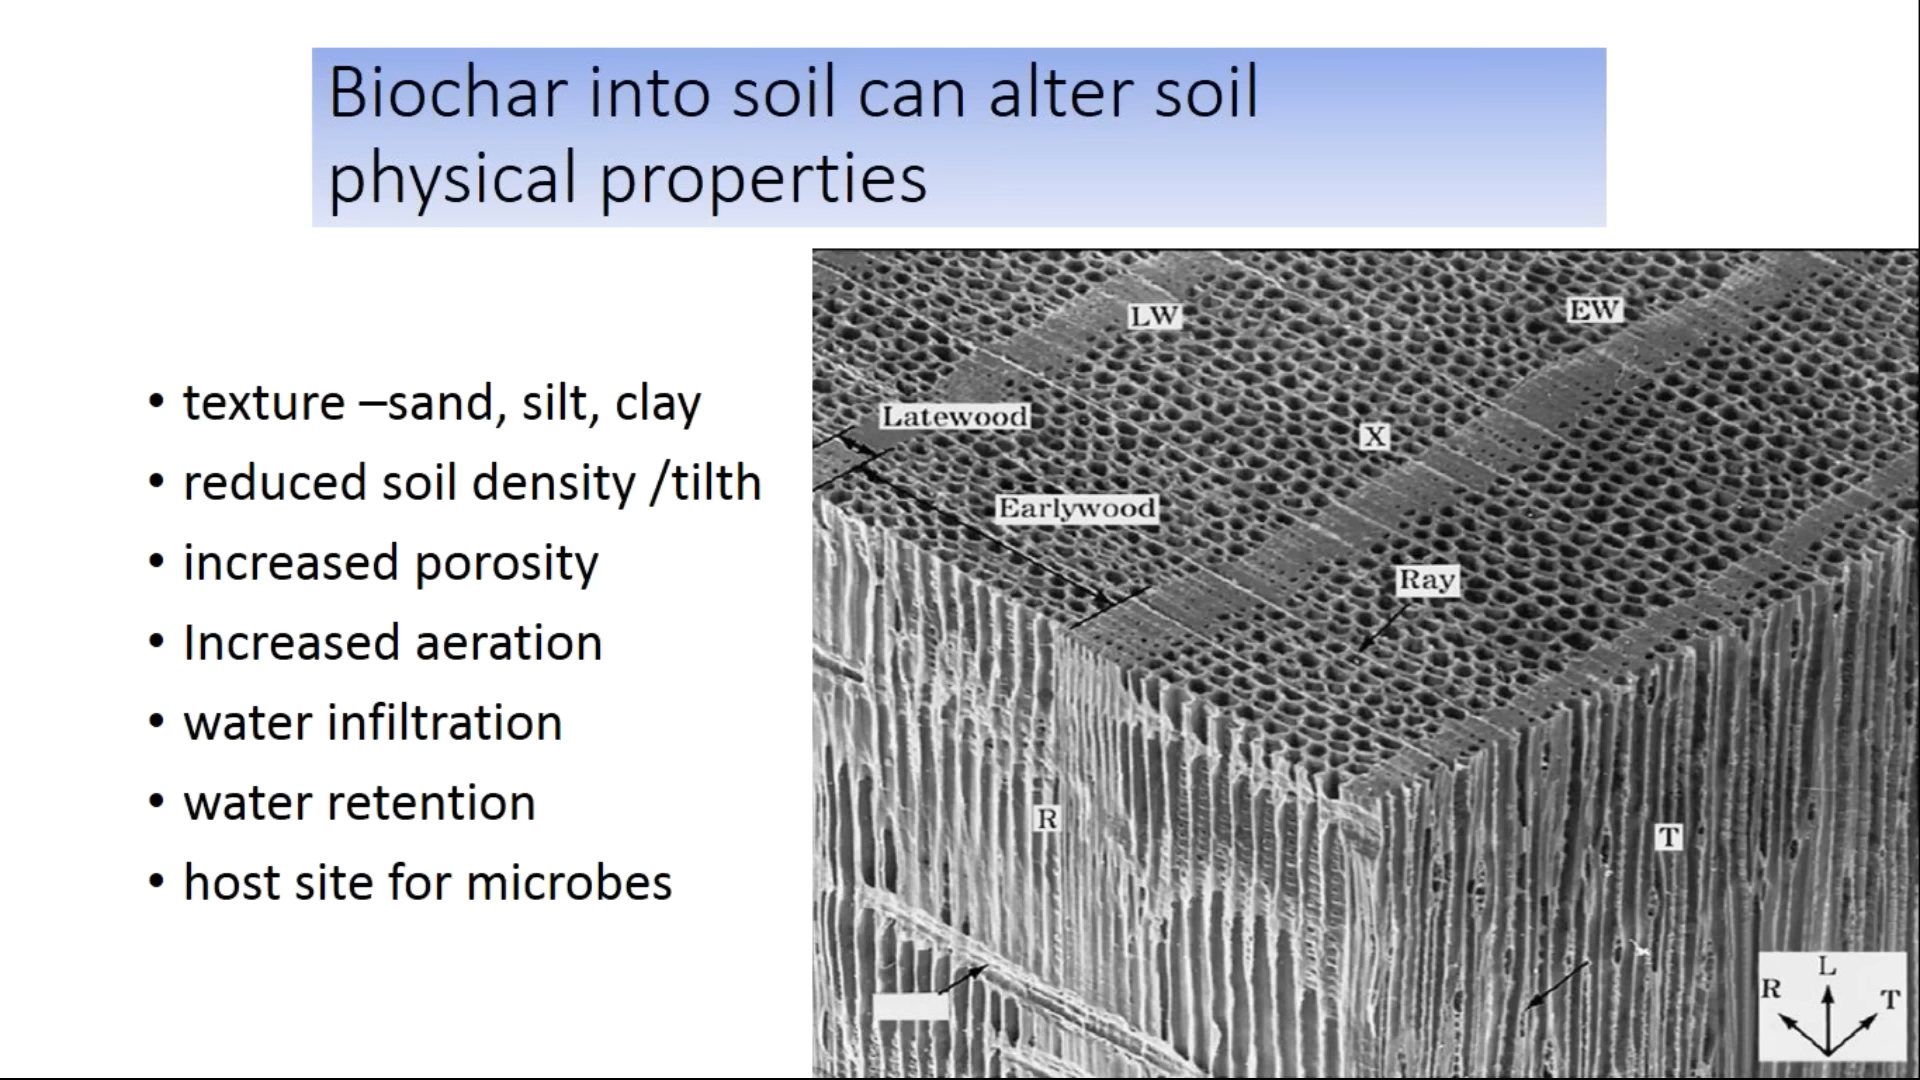 Biochar into soil can alter soil
physical properties
• texture –sand, silt, clay
• reduced soil density /tilth
• increased porosity
• Increased aeration
• water infiltration
• water retention
• host site for microbes
LW
EW
Latewood
X
Earlywood
Ray
R
T
L
R
T